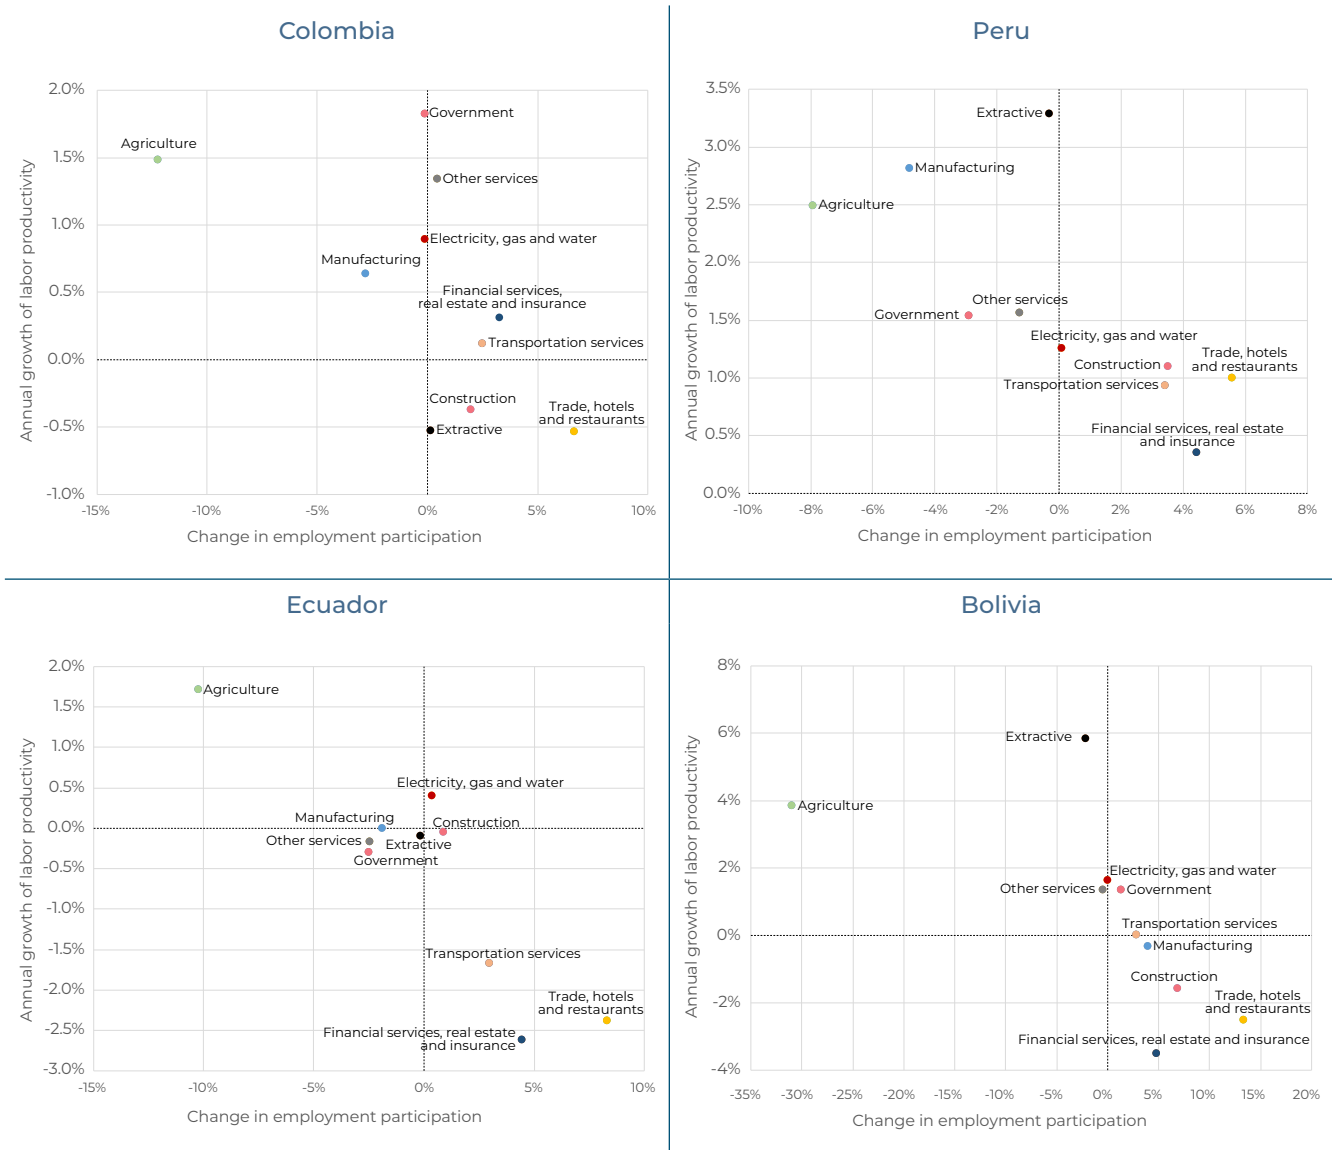 Colombia
2.0%
1.5%
1.0%
0.5%
0.0%
-0.5%
-1.0%
Annual growth of labor productivity
Government
Agriculture
Other services
Electricity, gas and water
Manufacturing
Financial services,
real estate and insurance
Transportation services
Construction
Trade, hotels
and restaurants
Extractive
-15%
-10%
-5%
0%
5%
10%
Change in employment participation
Peru
3.5%
3.0%
2.5%
2.0%
1.5%
1.0%
0.5%
0.0%
Annual growth of labor productivity
Extractive
Manufacturing
Agriculture
Other services
Government
Electricity, gas and water
Trade, hotels
and restaurants
Construction
Transportation services
Financial services, real estate
and insurance
-10%
-8%
-6%
-4%
-2%
0%
2%
4%
6%
8%
Change in employment participation
Ecuador
2.0%
1.5%
1.0%
0.5%
0.0%
-0.5%
-1.0%
-1.5%
-2.0%
-2.5%
-3.0%
Annual growth of labor productivity
Agriculture
Electricity, gas and water
Manufacturing
Construction
Other services
Extractive
Government
Transportation services
Trade, hotels
and restaurants
Financial services, real estate
and insurance
-15%
-10%
-5%
0%
5%
10%
Change in employment participation
Bolivia
8%
6%
4%
2%
0%
-2%
-4%
Annual growth of labor productivity
Extractive
Agriculture
Electricity, gas and water
Other services
Government
Transportation services
Manufacturing
Construction
Trade, hotels
and restaurants
Financial services, real estate and insurance
-35%
-30%
-25%
-20%
-15%
-10%
-5%
0%
5%
10%
15%
20%
Change in employment participation